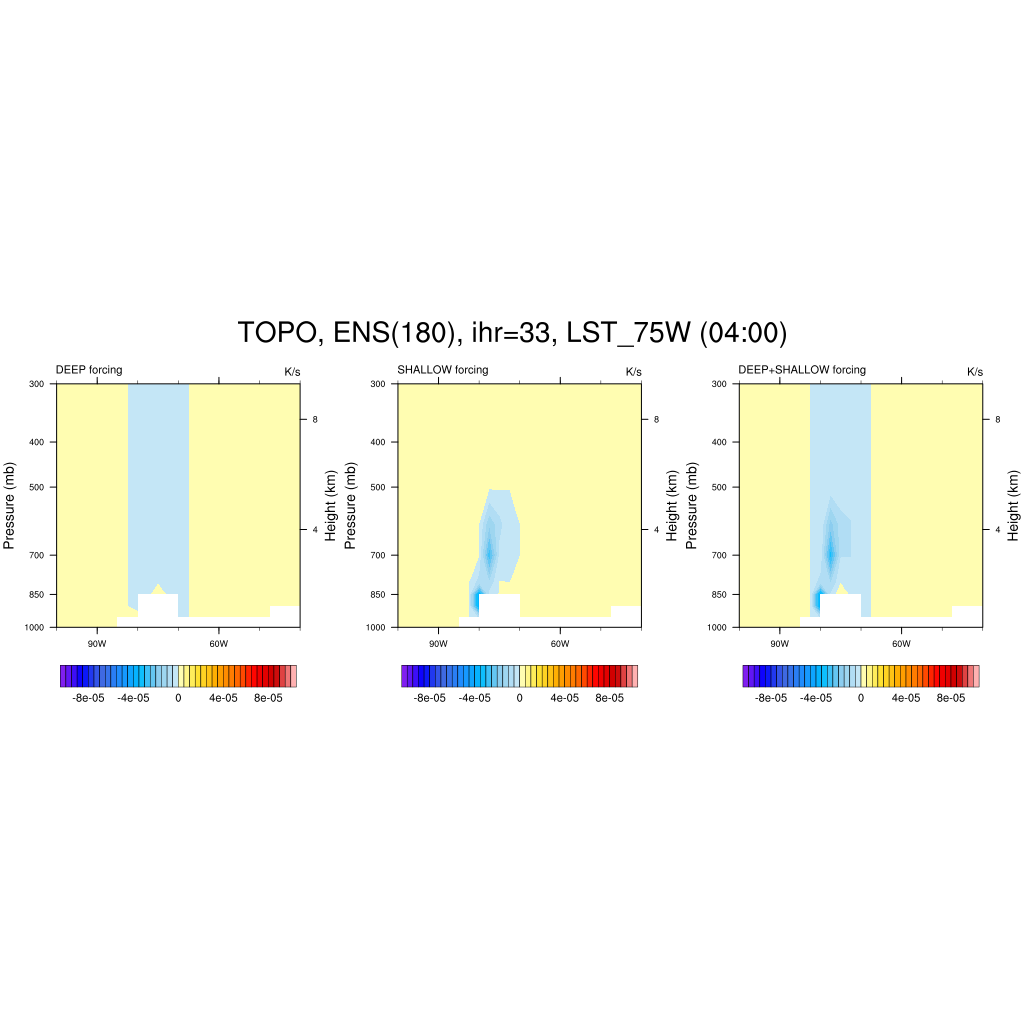 TOPO, ENS(180), ihr=33, LST_75W (04:00)
DEEP forcing K/s
300
400
500
700
850
1000
Pressure (mb)
8
4
Height (km)
90W 60W
-8e-05 -4e-05 0 4e-05 8e-05
SHALLOW forcing K/s
300
400
500
700
850
1000
Pressure (mb)
8
4
Height (km)
90W 60W
-8e-05 -4e-05 0 4e-05 8e-05
DEEP+SHALLOW forcing K/s
300
400
500
700
850
1000
Pressure (mb)
8
4
Height (km)
90W 60W
-8e-05 -4e-05 0 4e-05 8e-05